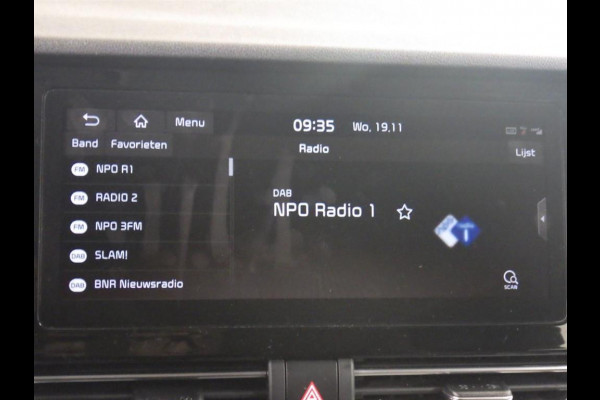 Menu
09:35 Wo, 19.11
Band Favorieten
Radio
Lijst
FM NPO R1
FM RADIO 2
FM NPO 3FM
DAB SLAM!
DAB BNR Nieuwsradio
DAB
NPO Radio 1
SCAN